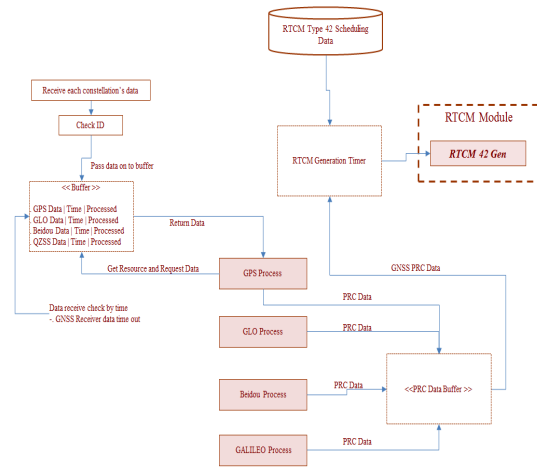 RTCM Type 42 Scheduling
Data
Receive each constellation's data
Check ID
Pass data on to buffer
<< Buffer >>
. GPS Data | Time | Processed
. GLO Data | Time | Processed
. Beidou Data | Time | Processed
. QZSS Data | Time | Processed
Return Data
Get Resource and Request Data
Data receive check by time
-. GNSS Receiver data time out
RTCM Generation Timer
RTCM Module
RTCM 42 Gen
GNSS PRC Data
GPS Process
PRC Data
GLO Process
PRC Data
Beidou Process
PRC Data
<<PRC Data Buffer >>
GALILEO Process
PRC Data